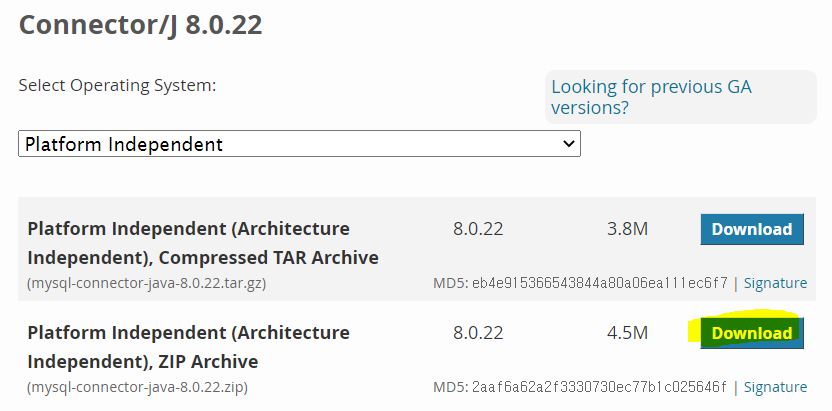 Connector/J 8.0.22
Select Operating System:
Looking for previous GA
versions?
Platform Independent
Platform Independent (Architecture
Independent), Compressed TAR Archive
8.0.22
3.8M
Download
(mysql-connector-java-8.0.22.tar.gz)
MD5: eb4e915366543844a80a06ea111ec6f7 | Signature
Platform Independent (Architecture
Independent), ZIP Archive
8.0.22
4.5M
Download
(mysql-connector-java-8.0.22.zip)
MD5: 2aaf6a62a2f3330730ec77b1c025646f | Signature